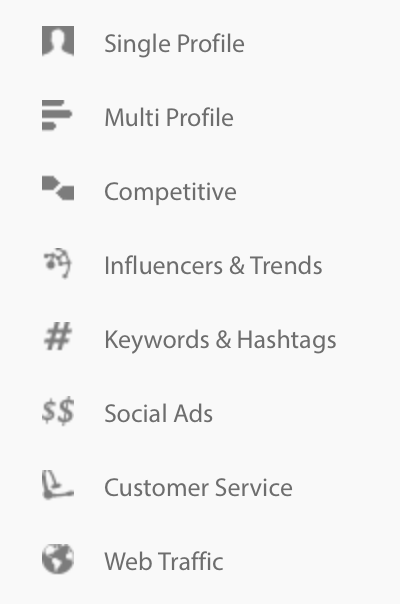 Single Profile
Multi Profile
Competitive
Influencers & Trends
# Keywords & Hashtags
$$ Social Ads
Customer Service
Web Traffic